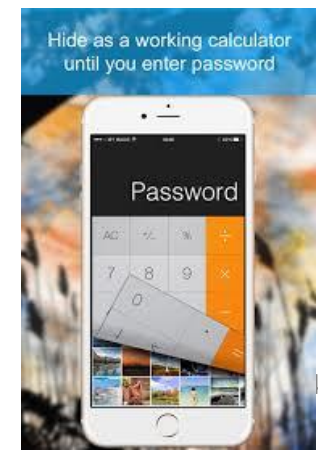 Hide as a working calculator
until you enter password
Password
AC +/- % ÷
7 8 9 ×
−
0 . =